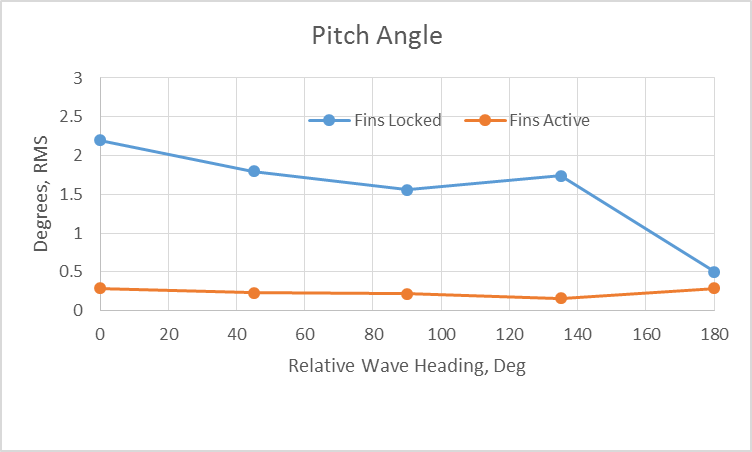 Pitch Angle
3
2.5
2
1.5
1
0.5
0
Degrees, RMS
Fins Locked
Fins Active
0 20 40 60 80 100 120 140 160 180
Relative Wave Heading, Deg